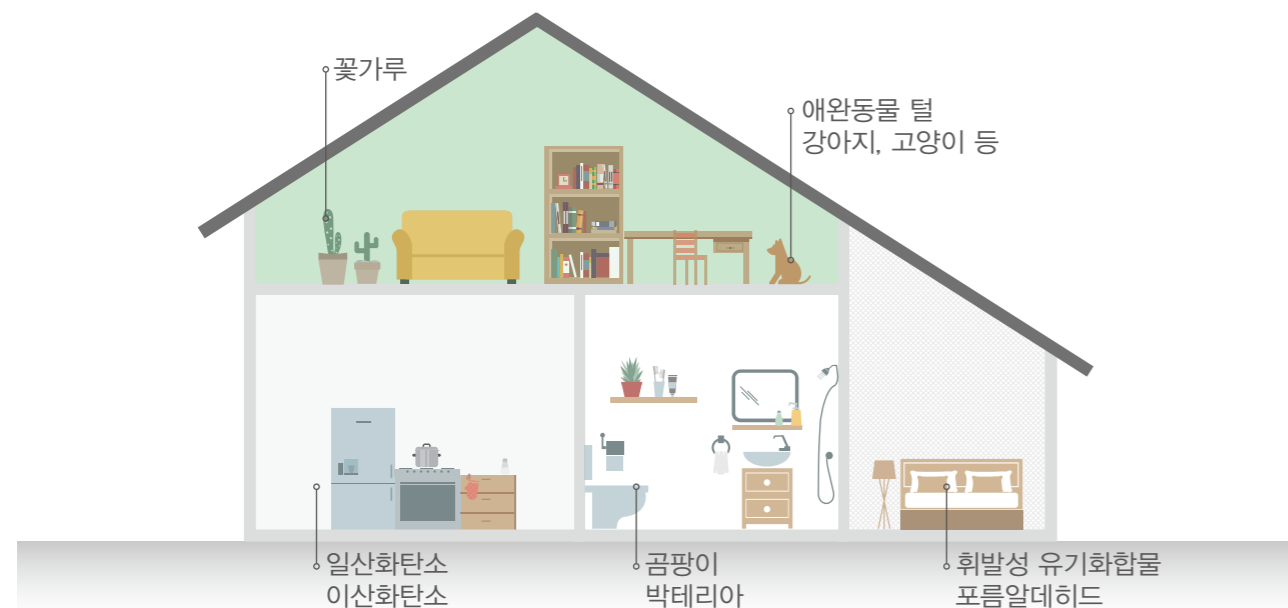 꽃가루
애완동물 털
강아지, 고양이 등
일산화탄소
이산화탄소
곰팡이
박테리아
휘발성 유기화합물
포름알데히드